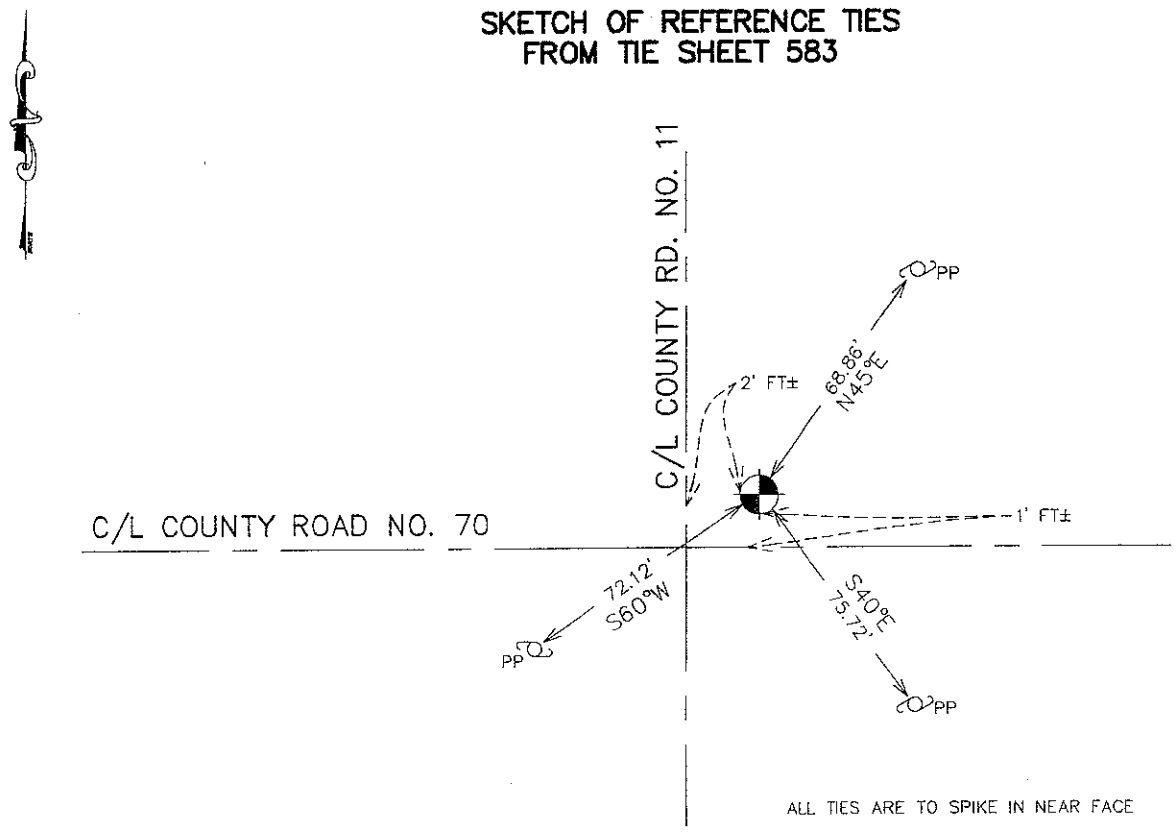 SKETCH OF REFERENCE TIES
FROM TIE SHEET 583
C/L COUNTY RD. NO. 11
PP
68.86'
N45°E
2' FT±
C/L COUNTY ROAD NO. 70
1' FT±
72.12'
S60°W
S40°E
75.72'
PP
PP
ALL TIES ARE TO SPIKE IN NEAR FACE